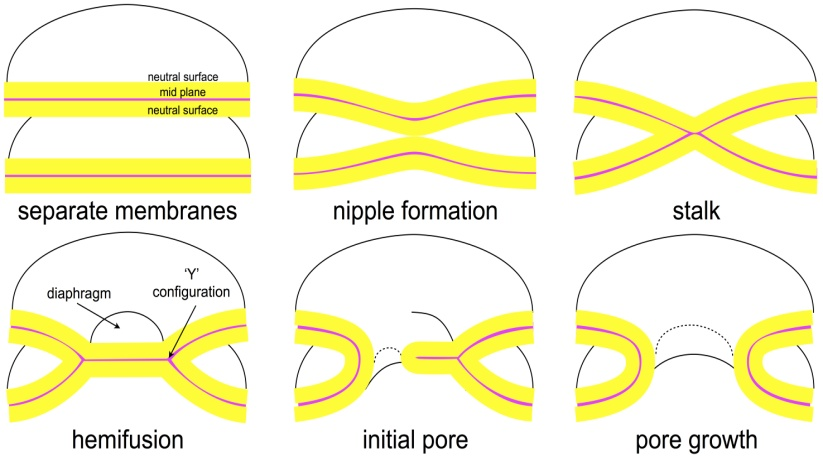 neutral surface
mid plane
neutral surface
separate membranes
nipple formation
stalk
diaphragm
‘Y’
configuration
hemifusion
initial pore
pore growth